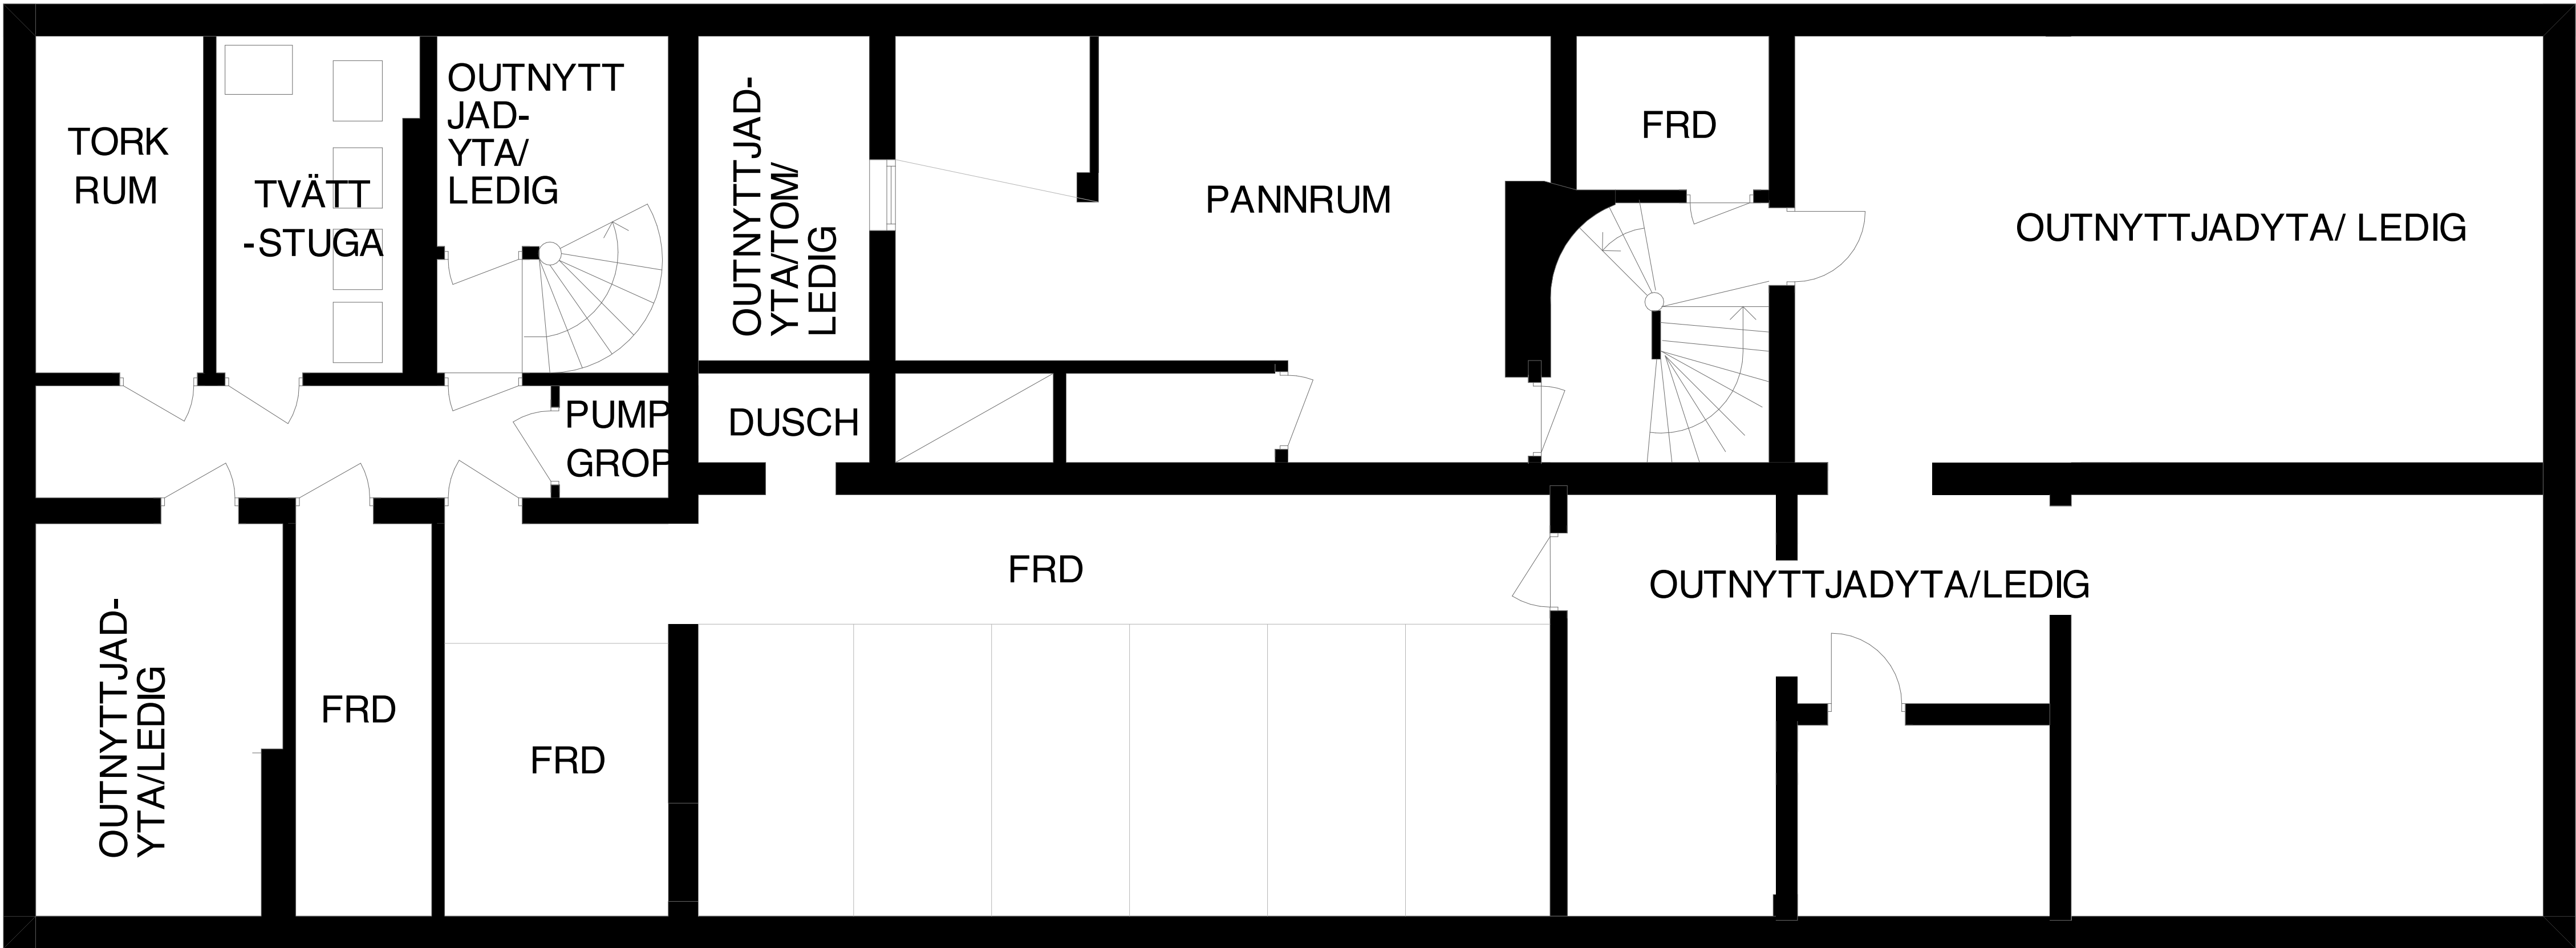 TORK
RUM
TVÄTT
-STUGA
OUTNYTT
JAD-
YTA/
LEDIG
OUTNYTTJAD-
YTA/TOM/
LEDIG
PANNRUM
FRD
OUTNYTTJADYTA/ LEDIG
PUMP
GROP
DUSCH
FRD
OUTNYTTJADYTA/LEDIG
OUTNYTTJAD-
YTA/LEDIG
FRD
FRD